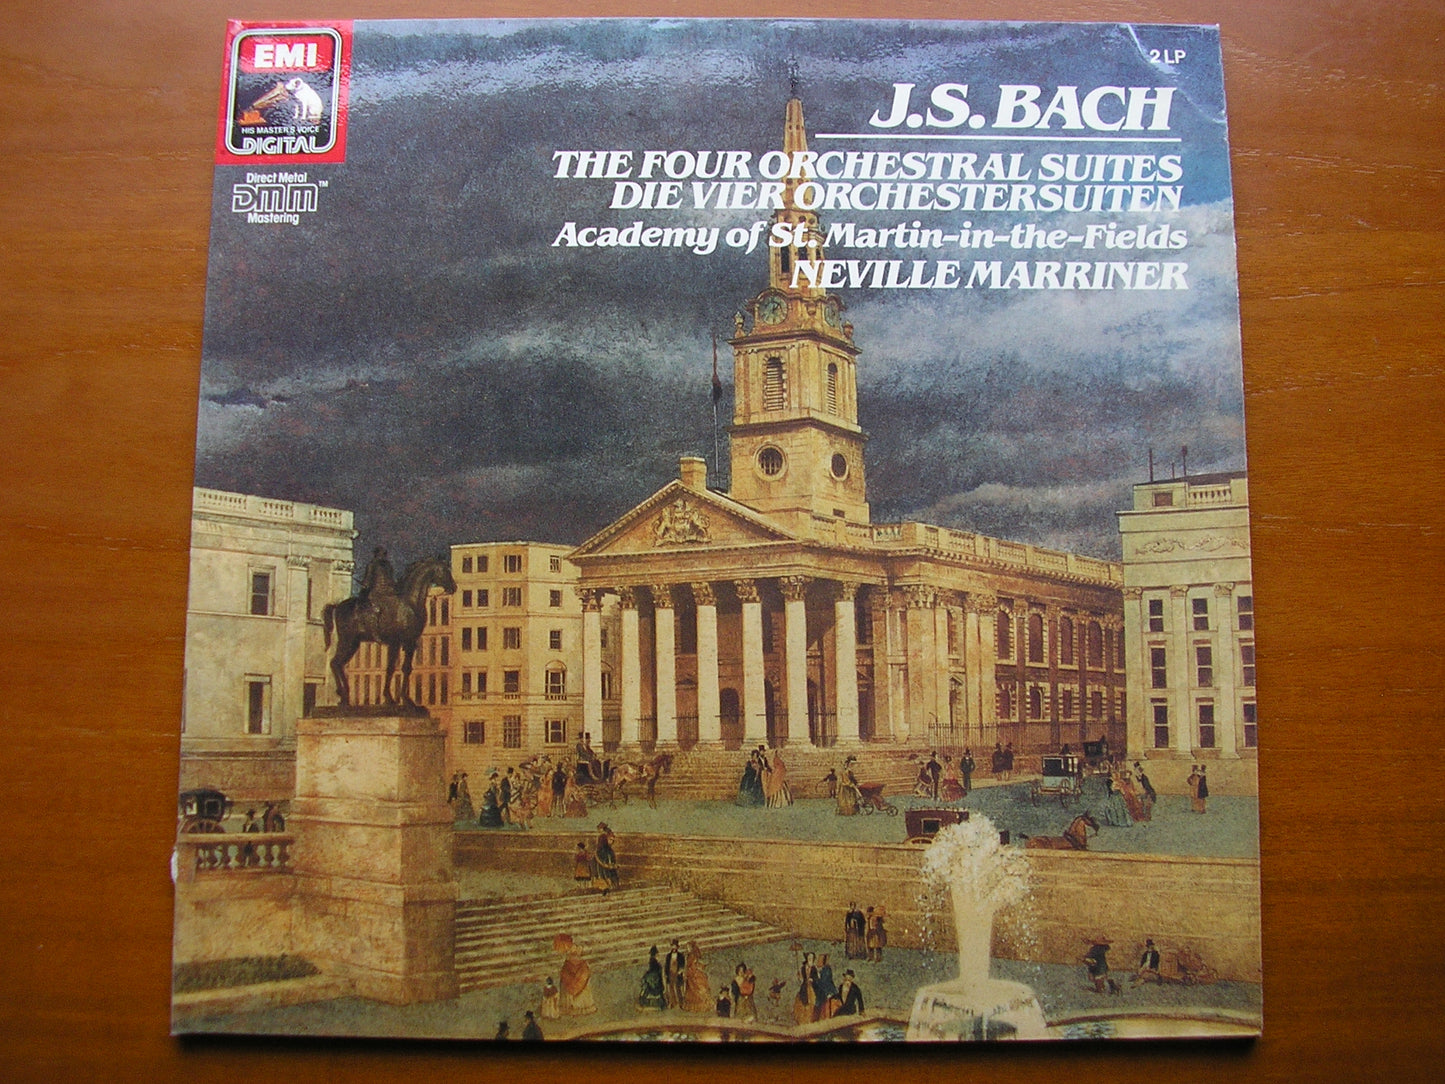 EMI
HIS MASTER'S VOICE
DIGITAL
Direct Metal
DMM™
Mastering
2 LP
J.S. BACH
THE FOUR ORCHESTRAL SUITES
DIE VIER ORCHESTERSUITEN
Academy of St. Martin-in-the-Fields
NEVILLE MARRINER